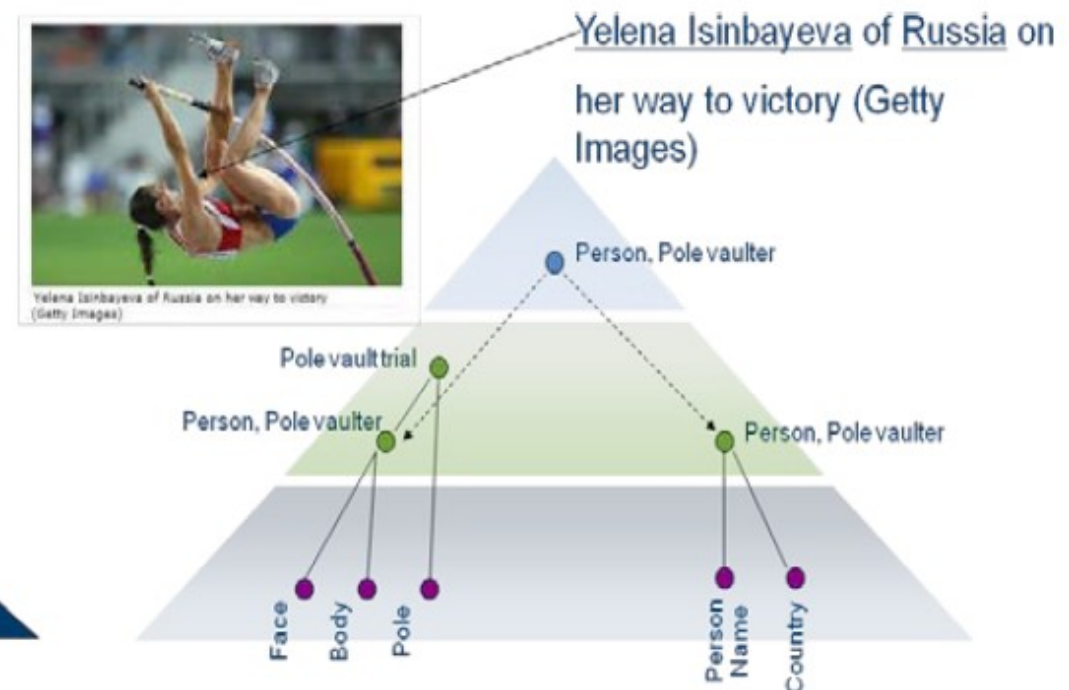 Yelena Isinbayeva of Russia on
her way to victory (Getty
Images)
Yelena Isinbayeva of Russia on her way to victory
(Getty Images)
Person, Pole vaulter
Pole vault trial
Person, Pole vaulter
Person, Pole vaulter
Face
Body
Pole
Person
Name
Country